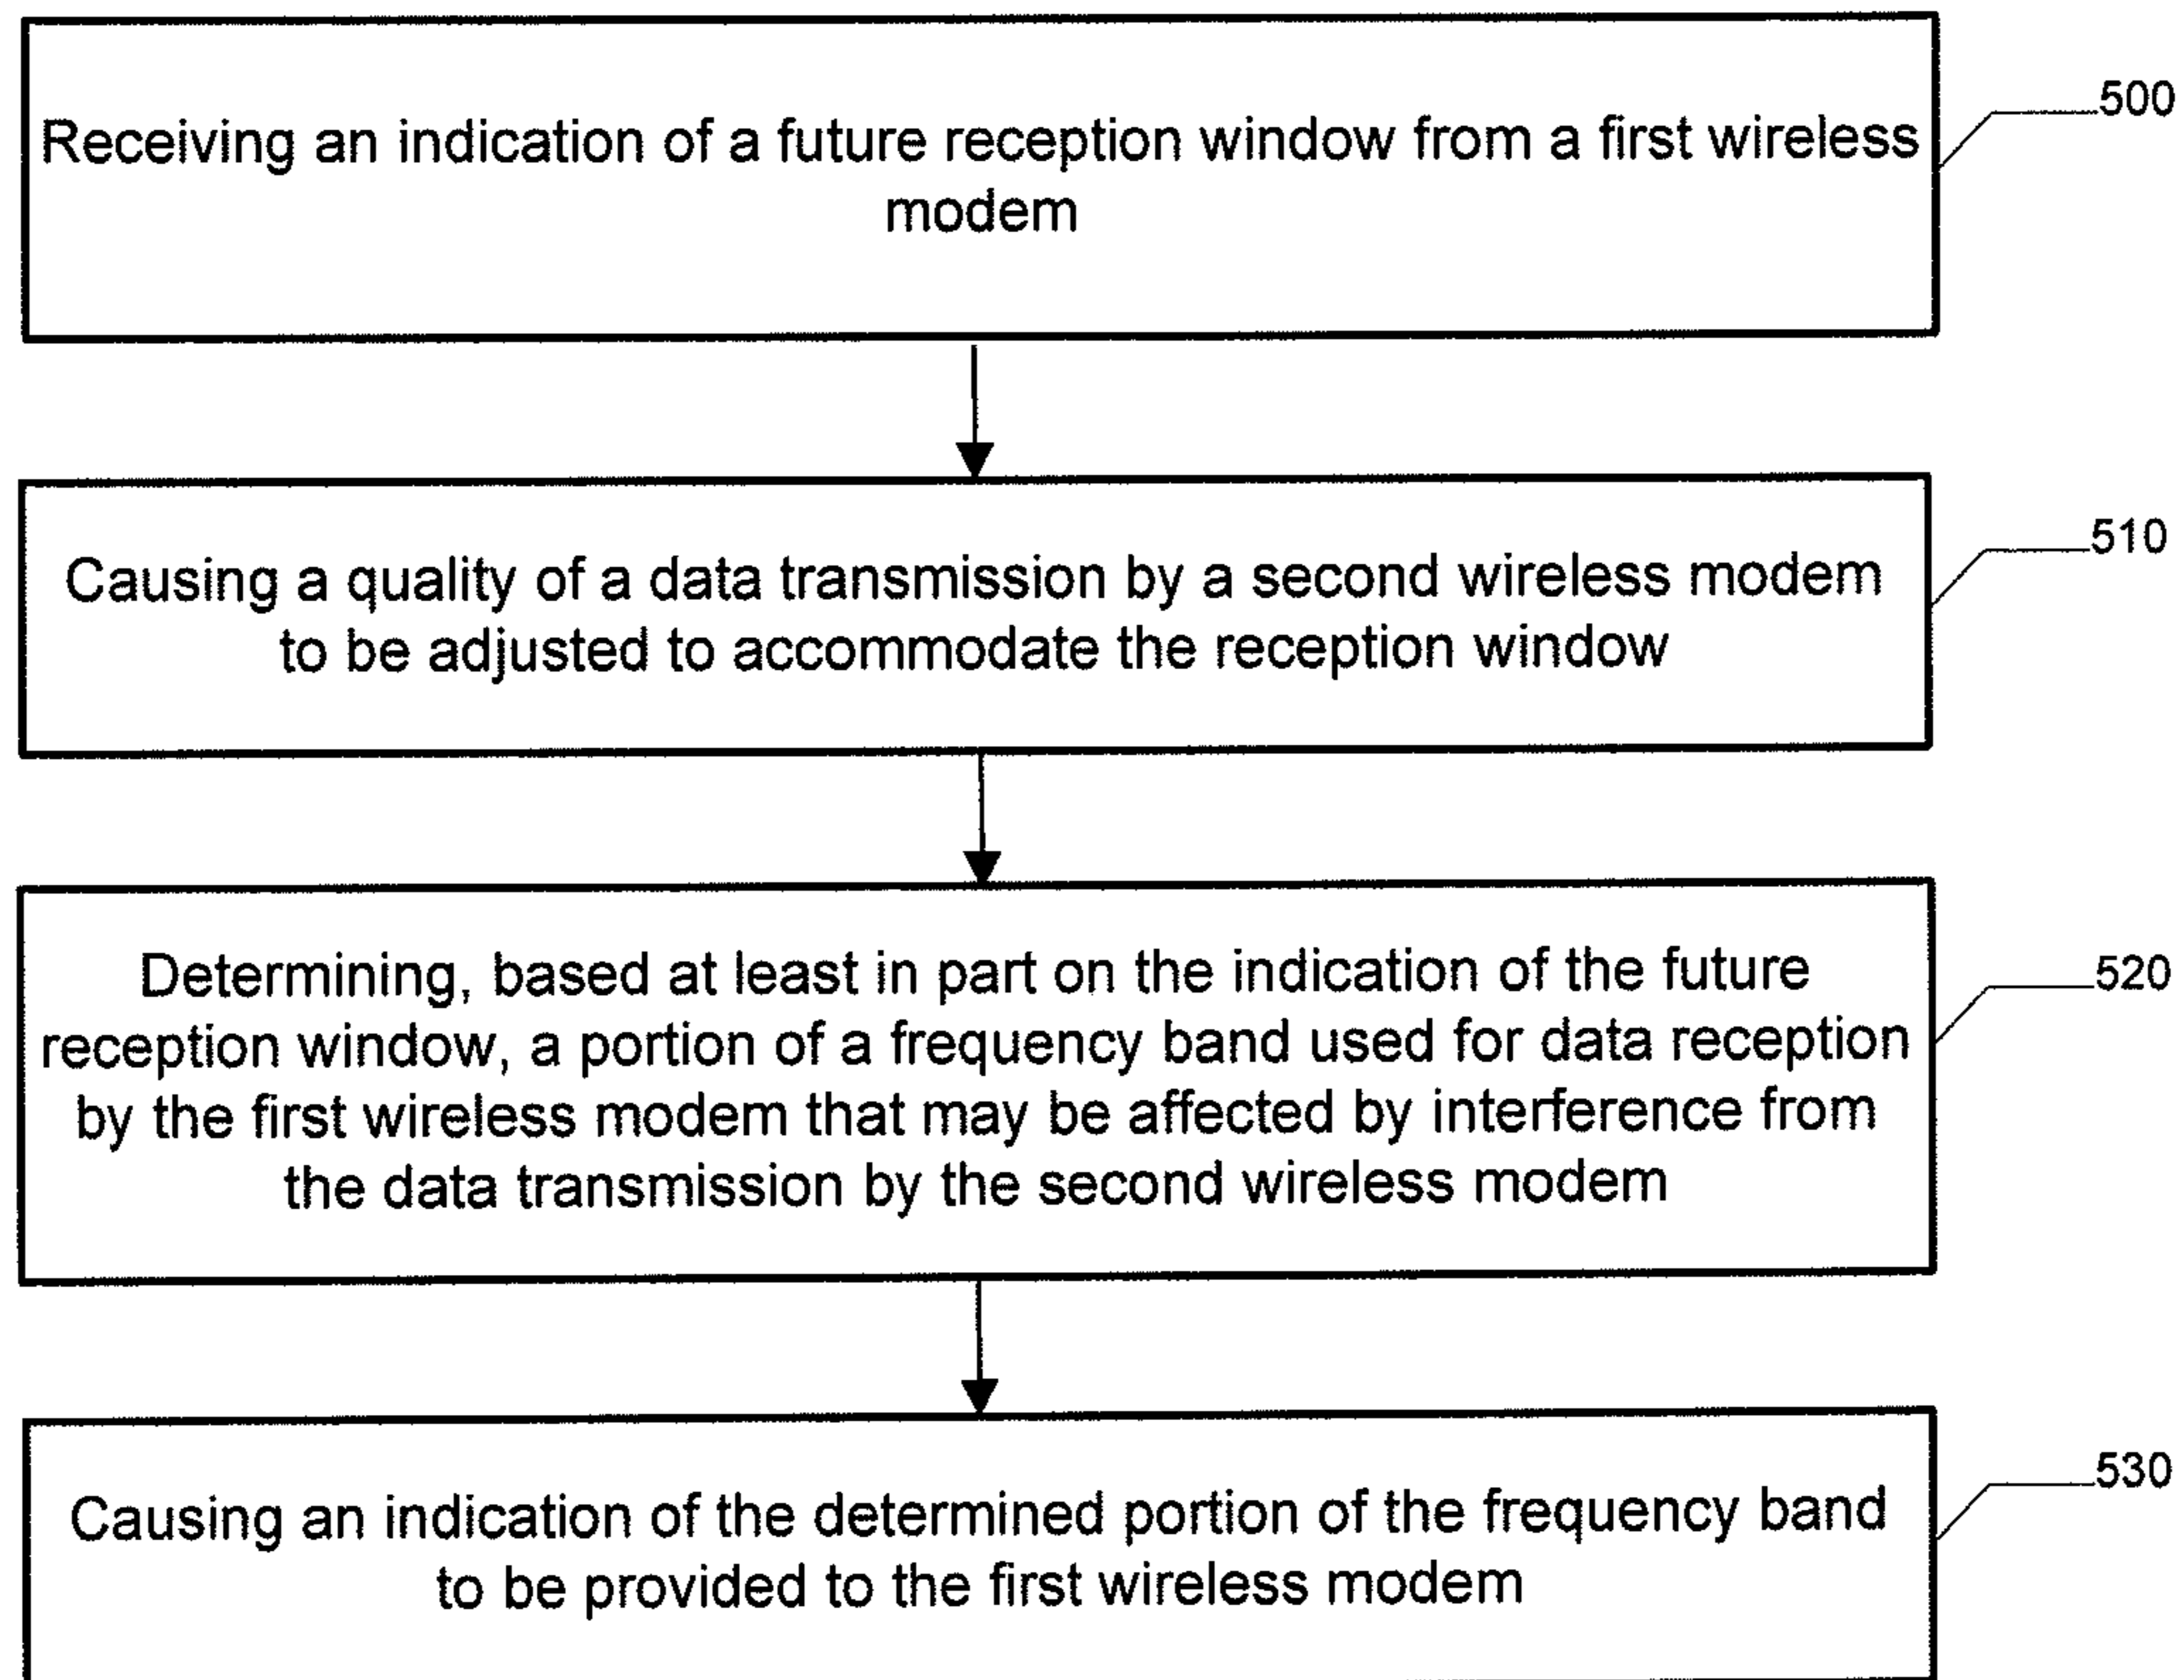 Receiving an indication of a future reception window from a first wireless
modem
500
Causing a quality of a data transmission by a second wireless modem
to be adjusted to accommodate the reception window
510
Determining, based at least in part on the indication of the future
reception window, a portion of a frequency band used for data reception
by the first wireless modem that may be affected by interference from
the data transmission by the second wireless modem
520
Causing an indication of the determined portion of the frequency band
to be provided to the first wireless modem
530